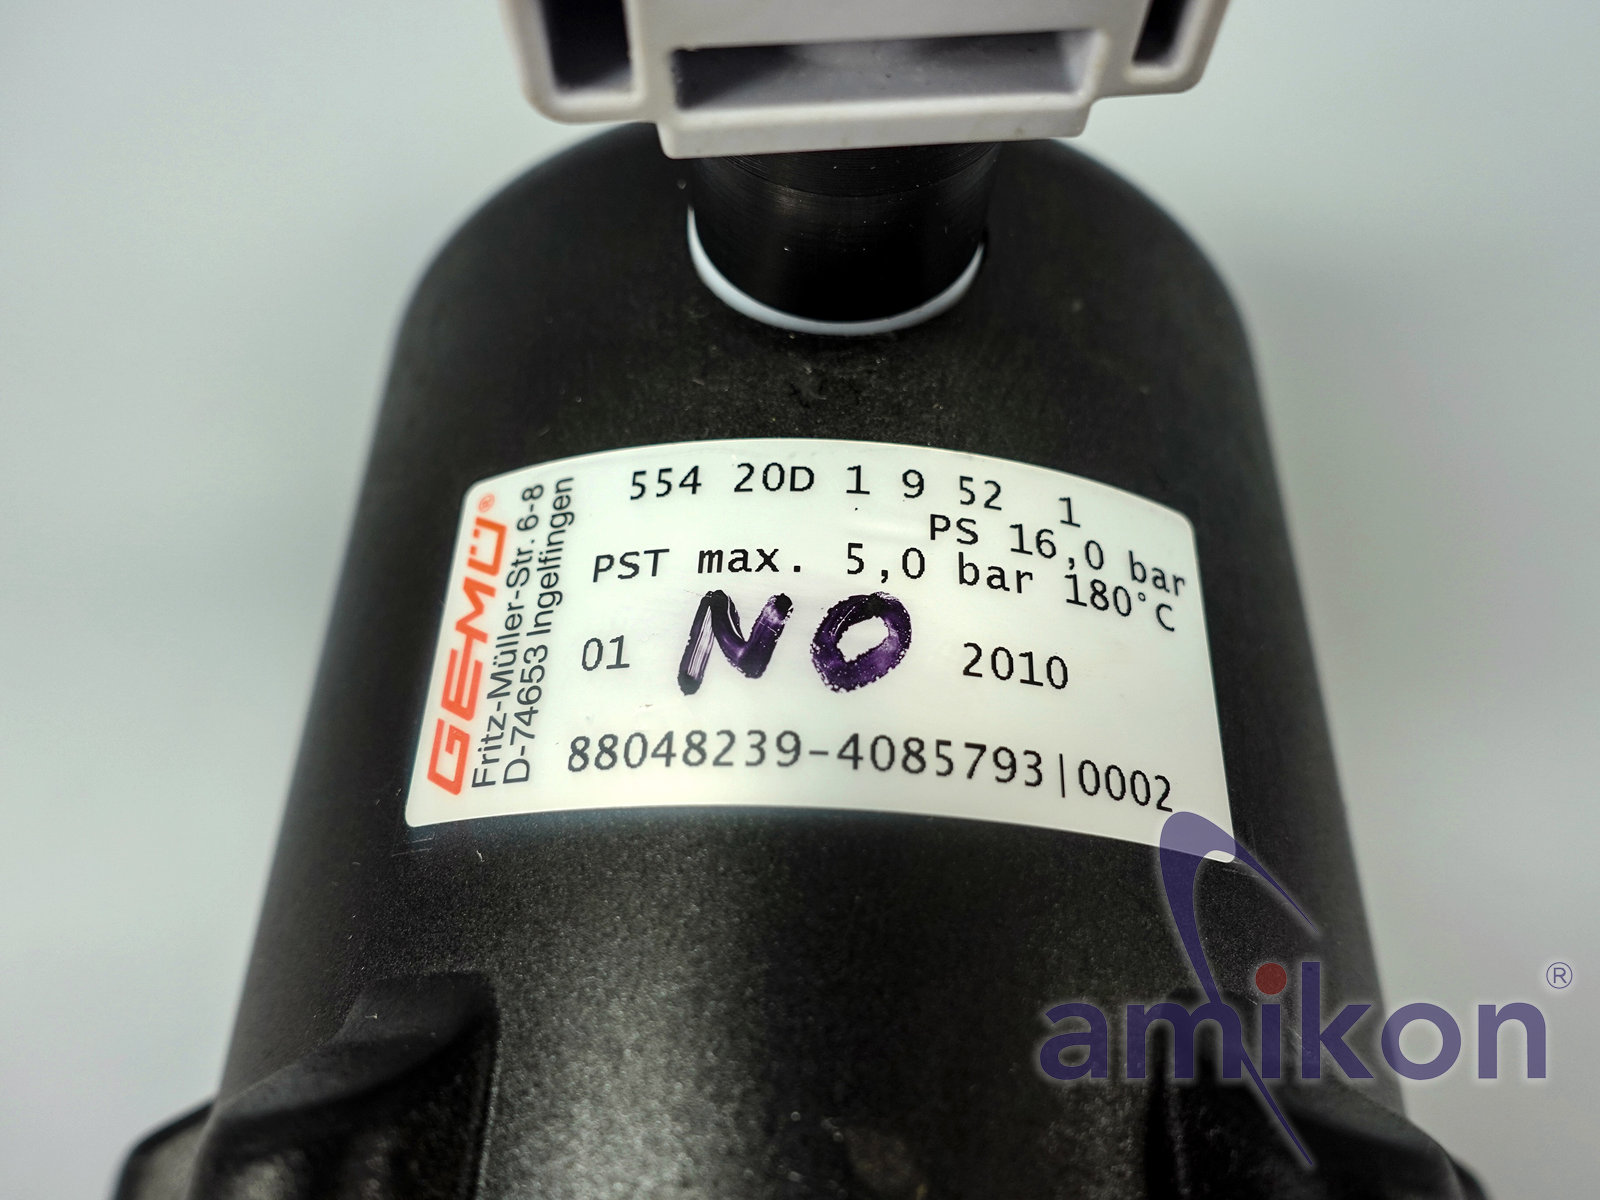 554 20D 1 9 52 1
PS 16,0 bar
PST max. 5,0 bar 180°C
01 NO 2010
88048239-4085793|0002
GEMÜ®
Fritz-Müller-Str. 6-8
D-74653 Ingelfingen
amikon®